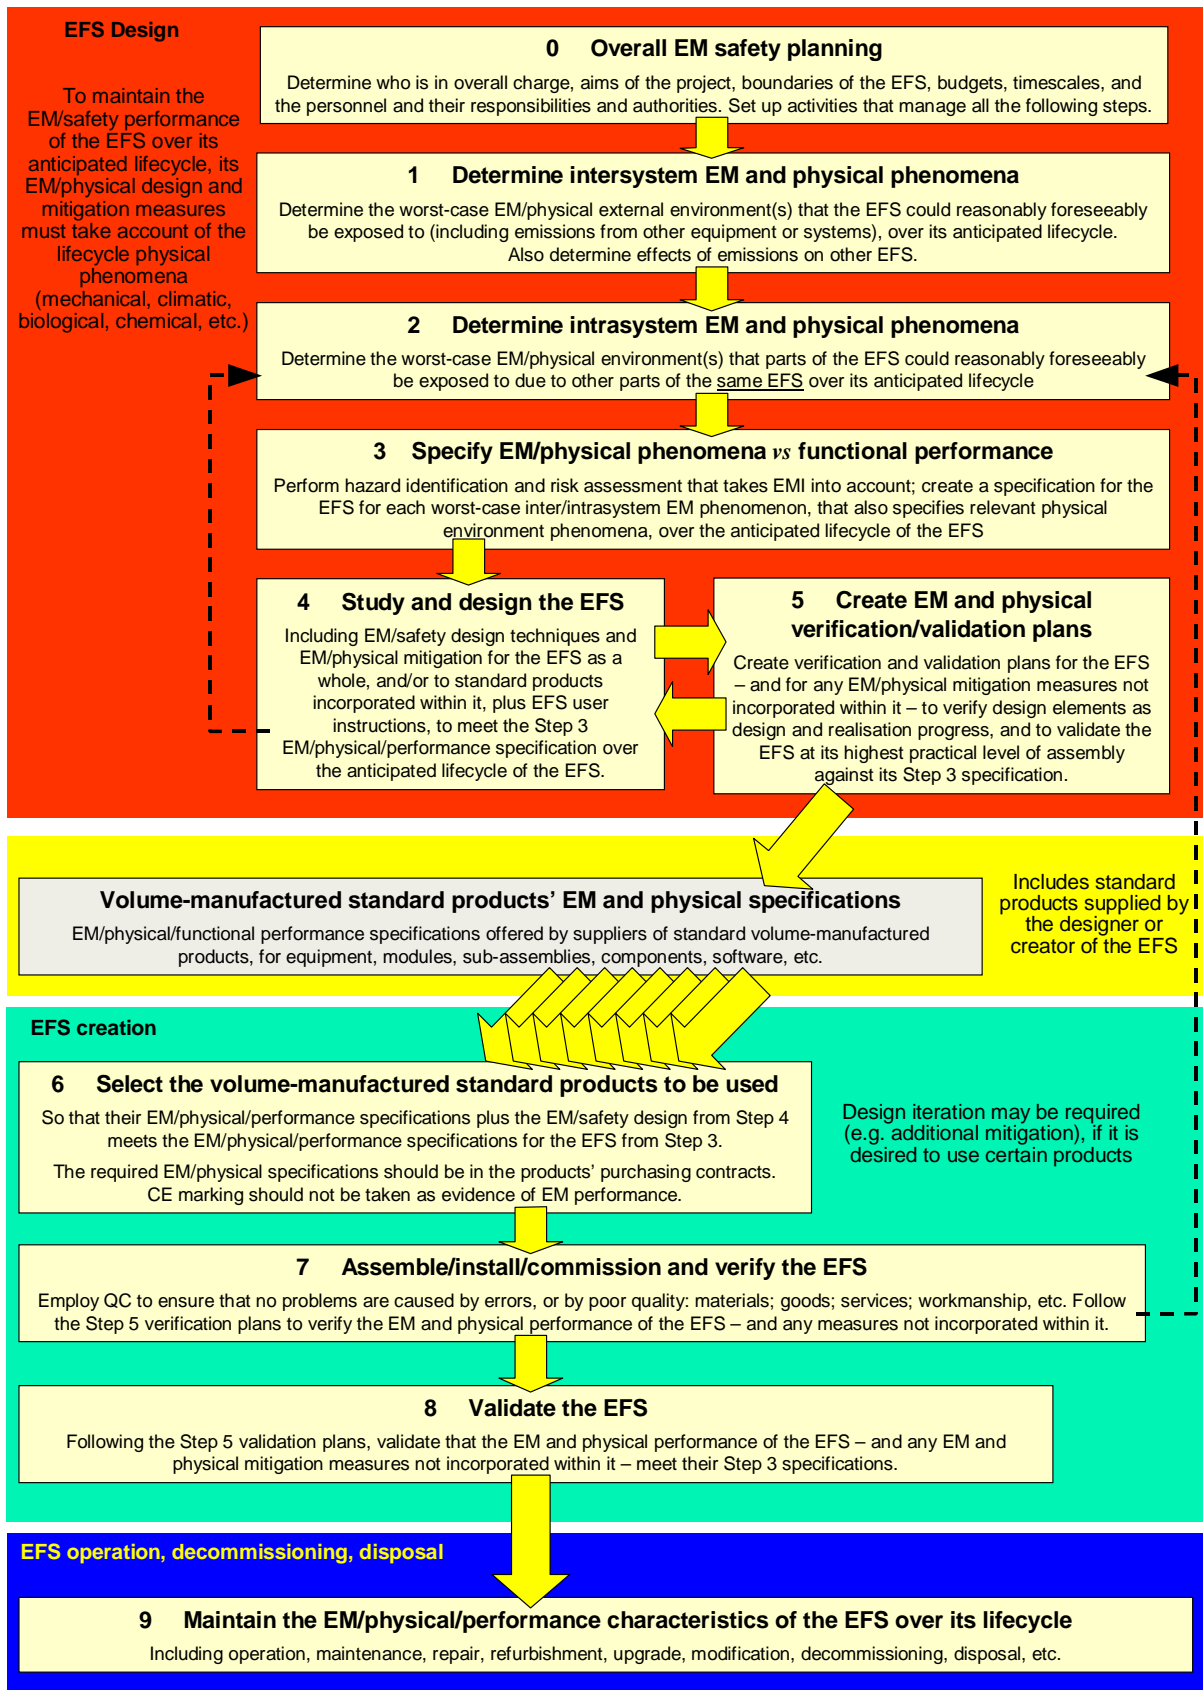 EFS Design
To maintain the
EM/safety performance
of the EFS over its
anticipated lifecycle, its
EM/physical design and
mitigation measures
must take account of the
lifecycle physical
phenomena
(mechanical, climatic,
biological, chemical, etc.)
0 Overall EM safety planning
Determine who is in overall charge, aims of the project, boundaries of the EFS, budgets, timescales, and
the personnel and their responsibilities and authorities. Set up activities that manage all the following steps.
1 Determine intersystem EM and physical phenomena
Determine the worst-case EM/physical external environment(s) that the EFS could reasonably foreseeably
be exposed to (including emissions from other equipment or systems), over its anticipated lifecycle.
Also determine effects of emissions on other EFS.
2 Determine intrasystem EM and physical phenomena
Determine the worst-case EM/physical environment(s) that parts of the EFS could reasonably foreseeably
be exposed to due to other parts of the same EFS over its anticipated lifecycle
3 Specify EM/physical phenomena vs functional performance
Perform hazard identification and risk assessment that takes EMI into account; create a specification for the
EFS for each worst-case inter/intrasystem EM phenomenon, that also specifies relevant physical
environment phenomena, over the anticipated lifecycle of the EFS
4 Study and design the EFS
Including EM/safety design techniques and
EM/physical mitigation for the EFS as a
whole, and/or to standard products
incorporated within it, plus EFS user
instructions, to meet the Step 3
EM/physical/performance specification over
the anticipated lifecycle of the EFS.
5 Create EM and physical
verification/validation plans
Create verification and validation plans for the EFS
– and for any EM/physical mitigation measures not
incorporated within it – to verify design elements as
design and realisation progress, and to validate the
EFS at its highest practical level of assembly
against its Step 3 specification.
Volume-manufactured standard products’ EM and physical specifications
EM/physical/functional performance specifications offered by suppliers of standard volume-manufactured
products, for equipment, modules, sub-assemblies, components, software, etc.
Includes standard
products supplied by
the designer or
creator of the EFS
EFS creation
6 Select the volume-manufactured standard products to be used
So that their EM/physical/performance specifications plus the EM/safety design from Step 4
meets the EM/physical/performance specifications for the EFS from Step 3.
The required EM/physical specifications should be in the products’ purchasing contracts.
CE marking should not be taken as evidence of EM performance.
Design iteration may be required
(e.g. additional mitigation), if it is
desired to use certain products
7 Assemble/install/commission and verify the EFS
Employ QC to ensure that no problems are caused by errors, or by poor quality: materials; goods; services; workmanship, etc. Follow
the Step 5 verification plans to verify the EM and physical performance of the EFS – and any measures not incorporated within it.
8 Validate the EFS
Following the Step 5 validation plans, validate that the EM and physical performance of the EFS – and any EM and
physical mitigation measures not incorporated within it – meet their Step 3 specifications.
EFS operation, decommissioning, disposal
9 Maintain the EM/physical/performance characteristics of the EFS over its lifecycle
Including operation, maintenance, repair, refurbishment, upgrade, modification, decommissioning, disposal, etc.